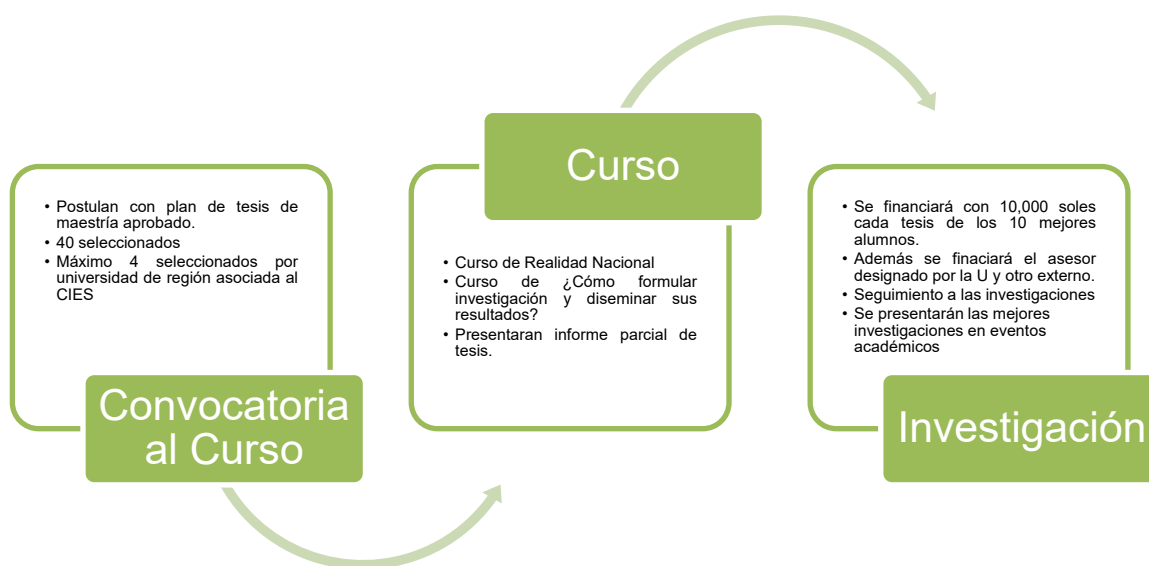 • Postulan con plan de tesis de
maestría aprobado.
• 40 seleccionados
• Máximo 4 seleccionados por
universidad de región asociada al
CIES
Convocatoria
al Curso
Curso
• Curso de Realidad Nacional
• Curso de ¿Cómo formular
investigación y diseminar sus
resultados?
• Presentaran informe parcial de
tesis.
• Se financiará con 10,000 soles
cada tesis de los 10 mejores
alumnos.
• Además se finaciará el asesor
designado por la U y otro externo.
• Seguimiento a las investigaciones
• Se presentarán las mejores
investigaciones en eventos
académicos
Investigación